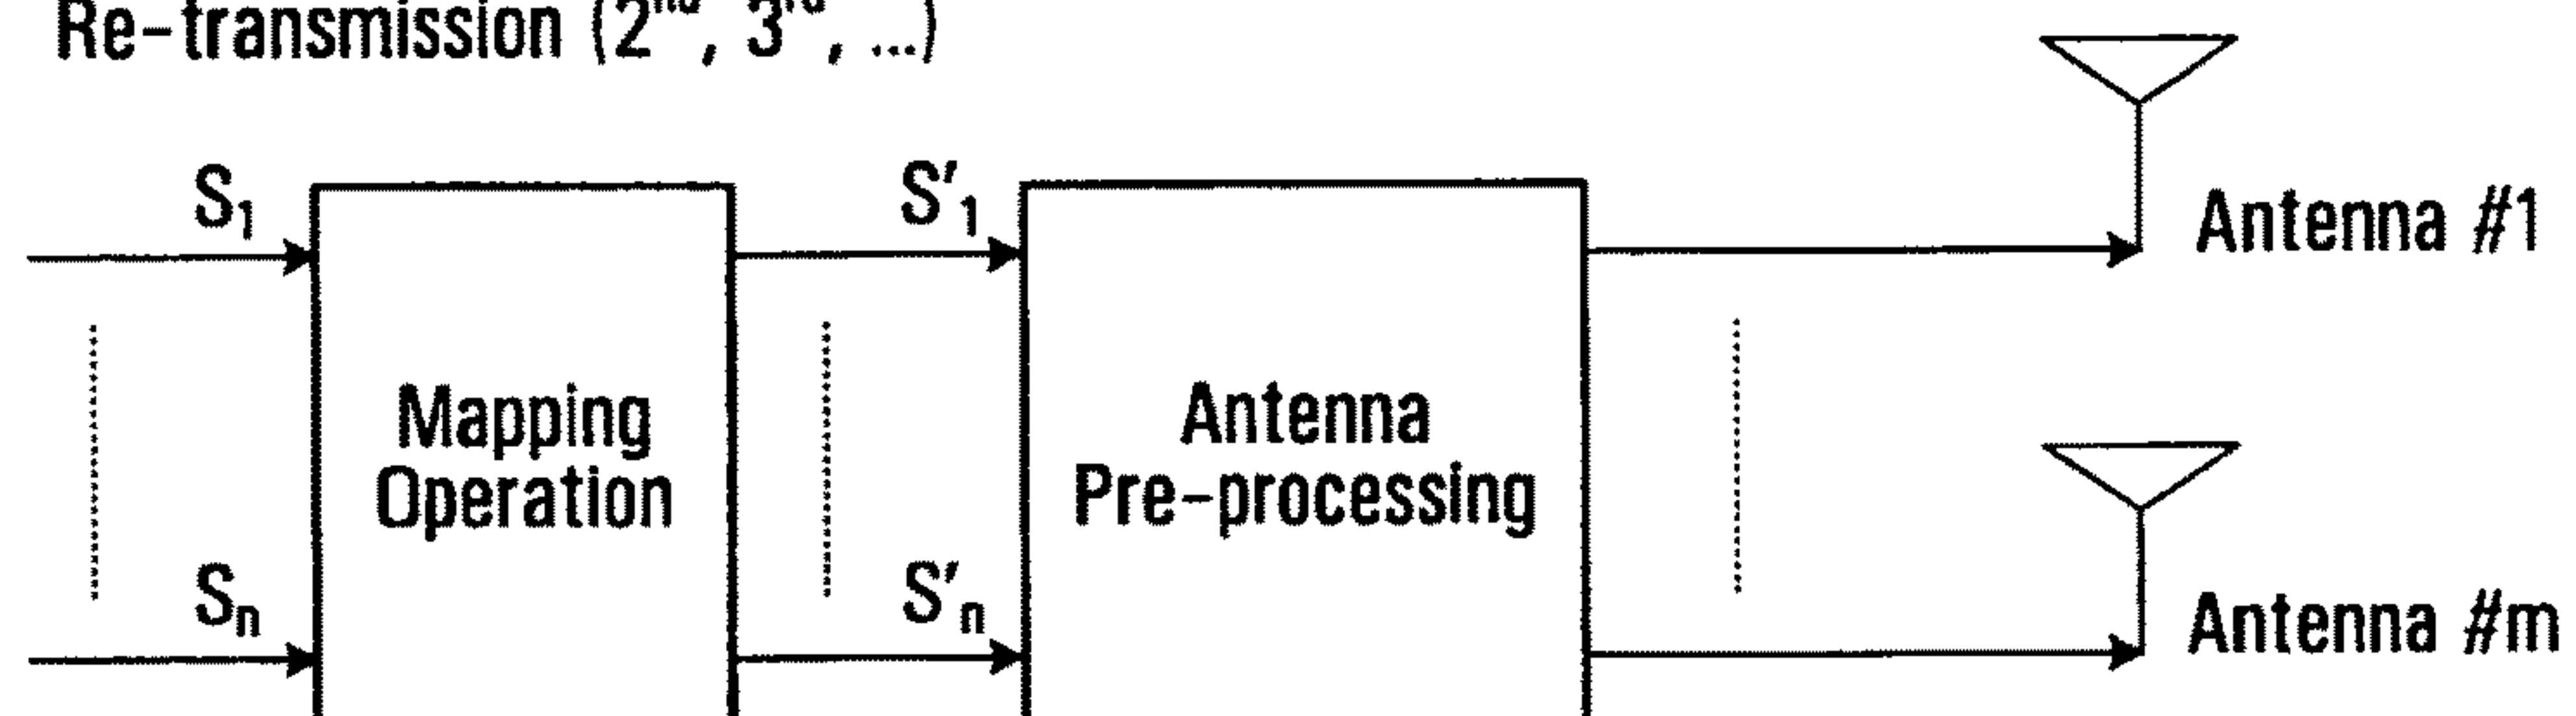 Re-transmission (2nd, 3rd, ...)
S1
S'1
Antenna #1
Mapping
Operation
Antenna
Pre-processing
Sn
S'n
Antenna #m